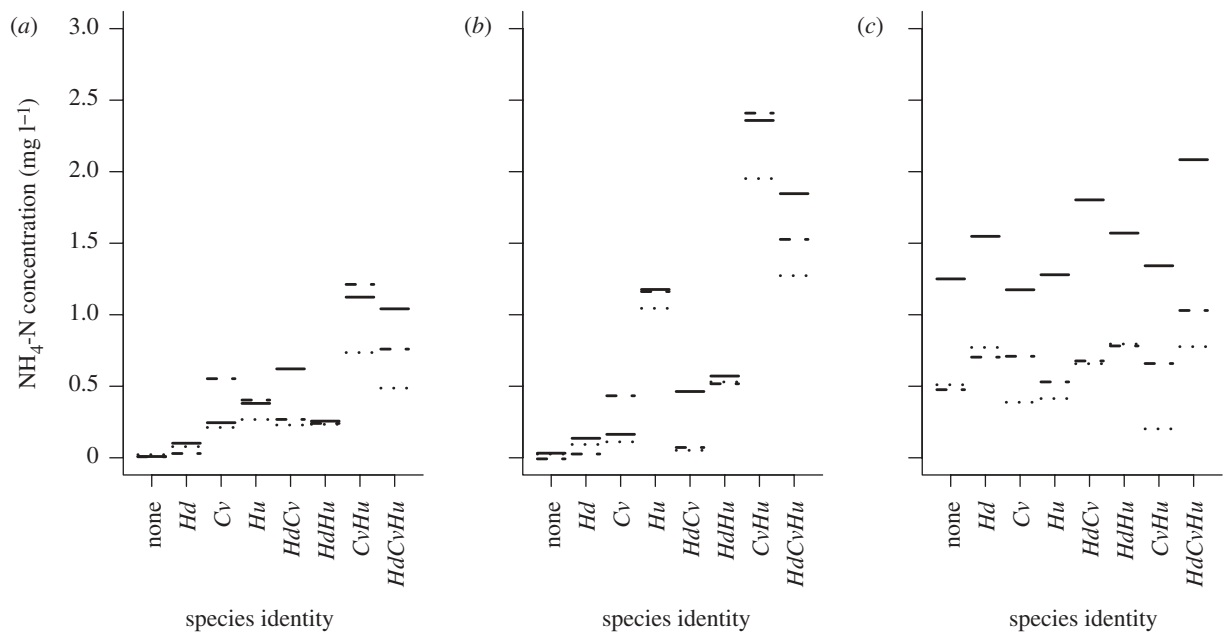 (a)
3.0
2.5
2.0
1.5
1.0
0.5
0
NH4-N concentration (mg l–1)
none
Hd
Cv
Hu
HdCv
HdHu
CvHu
HdCvHu
species identity
(b)
none
Hd
Cv
Hu
HdCv
HdHu
CvHu
HdCvHu
species identity
(c)
none
Hd
Cv
Hu
HdCv
HdHu
CvHu
HdCvHu
species identity